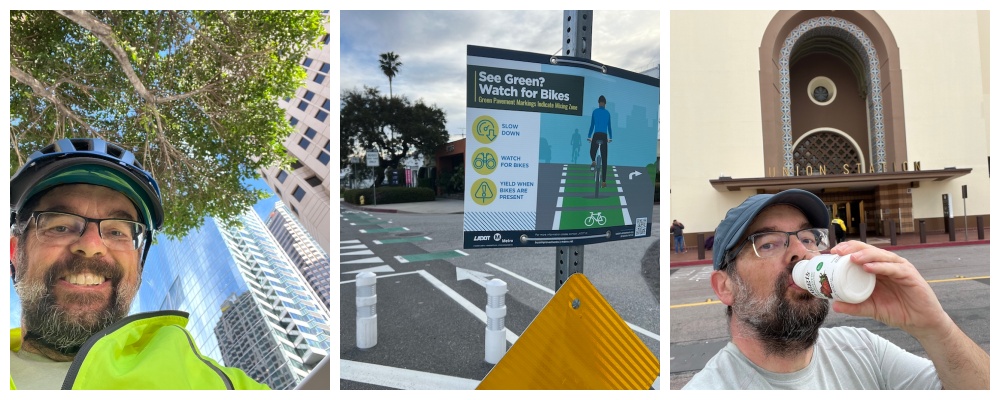 See Green?
Watch for Bikes
Green Pavement Markings Indicate Mixing Zone
SLOW
DOWN
WATCH
FOR BIKES
YIELD WHEN
BIKES ARE
PRESENT
LADOT
M Metro
UNION STATION